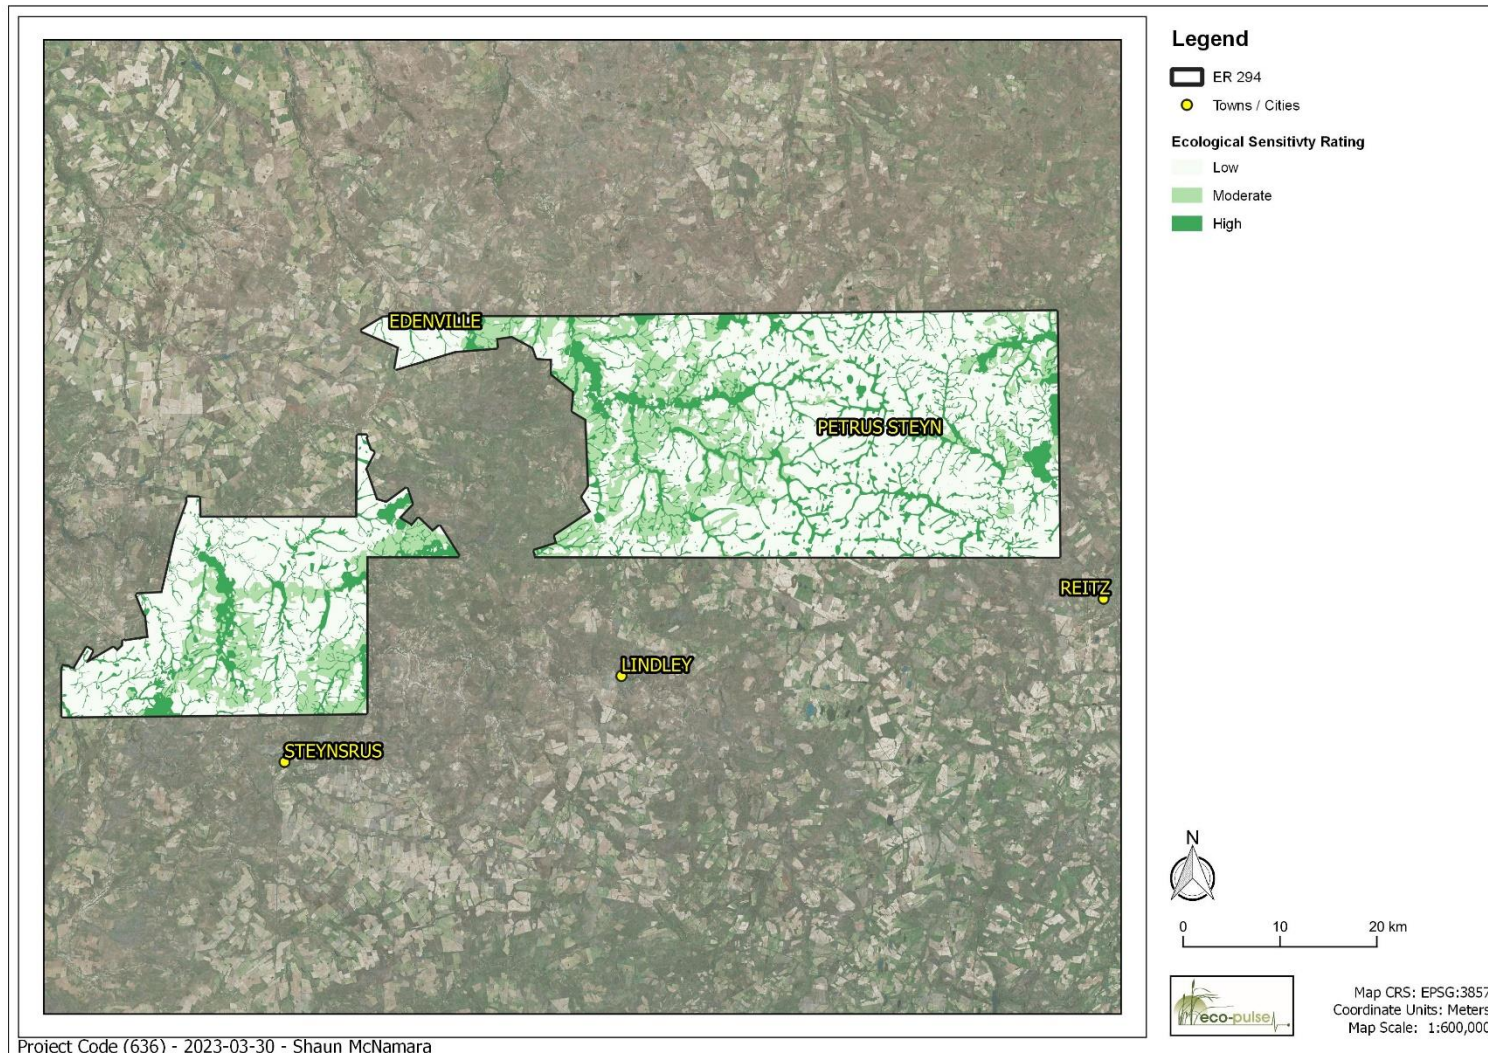 Legend
ER 294
Towns / Cities
Ecological Sensitivty Rating
Low
Moderate
High
EDENVILLE
PETRUS STEYN
REITZ
LINDLEY
STEYNSRUS
N
0 10 20 km
eco-pulse
Map CRS: EPSG:3857
Coordinate Units: Meters
Map Scale: 1:600,000
Project Code (636) - 2023-03-30 - Shaun McNamara